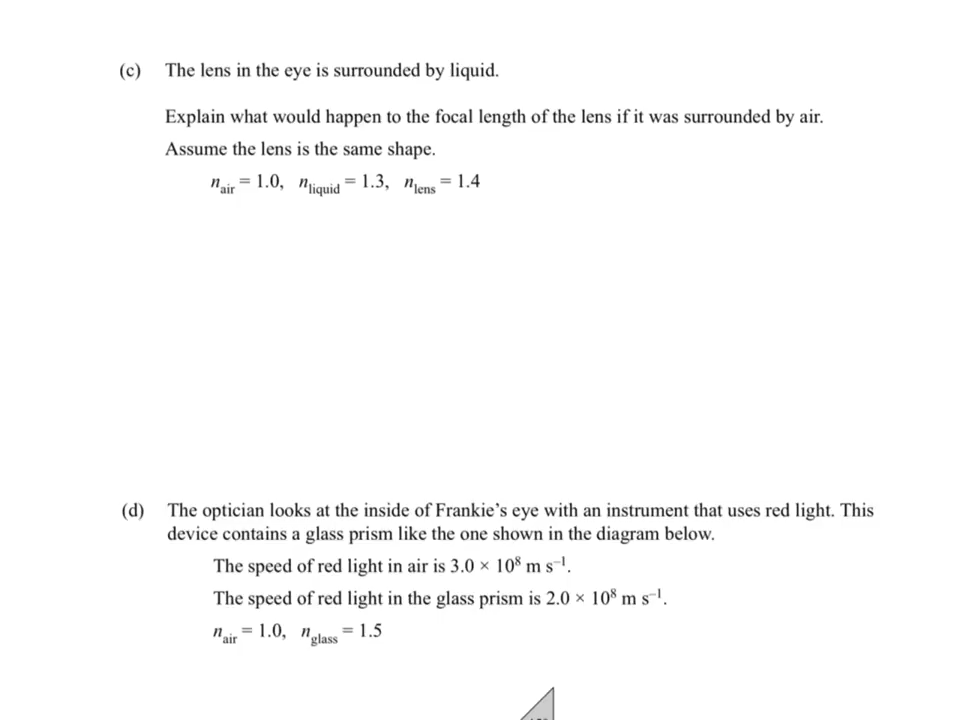 (c) The lens in the eye is surrounded by liquid.
Explain what would happen to the focal length of the lens if it was surrounded by air.
Assume the lens is the same shape.
n_air = 1.0, n_liquid = 1.3, n_lens = 1.4
(d) The optician looks at the inside of Frankie’s eye with an instrument that uses red light. This
device contains a glass prism like the one shown in the diagram below.
The speed of red light in air is 3.0 × 10⁸ m s⁻¹.
The speed of red light in the glass prism is 2.0 × 10⁸ m s⁻¹.
n_air = 1.0, n_glass = 1.5